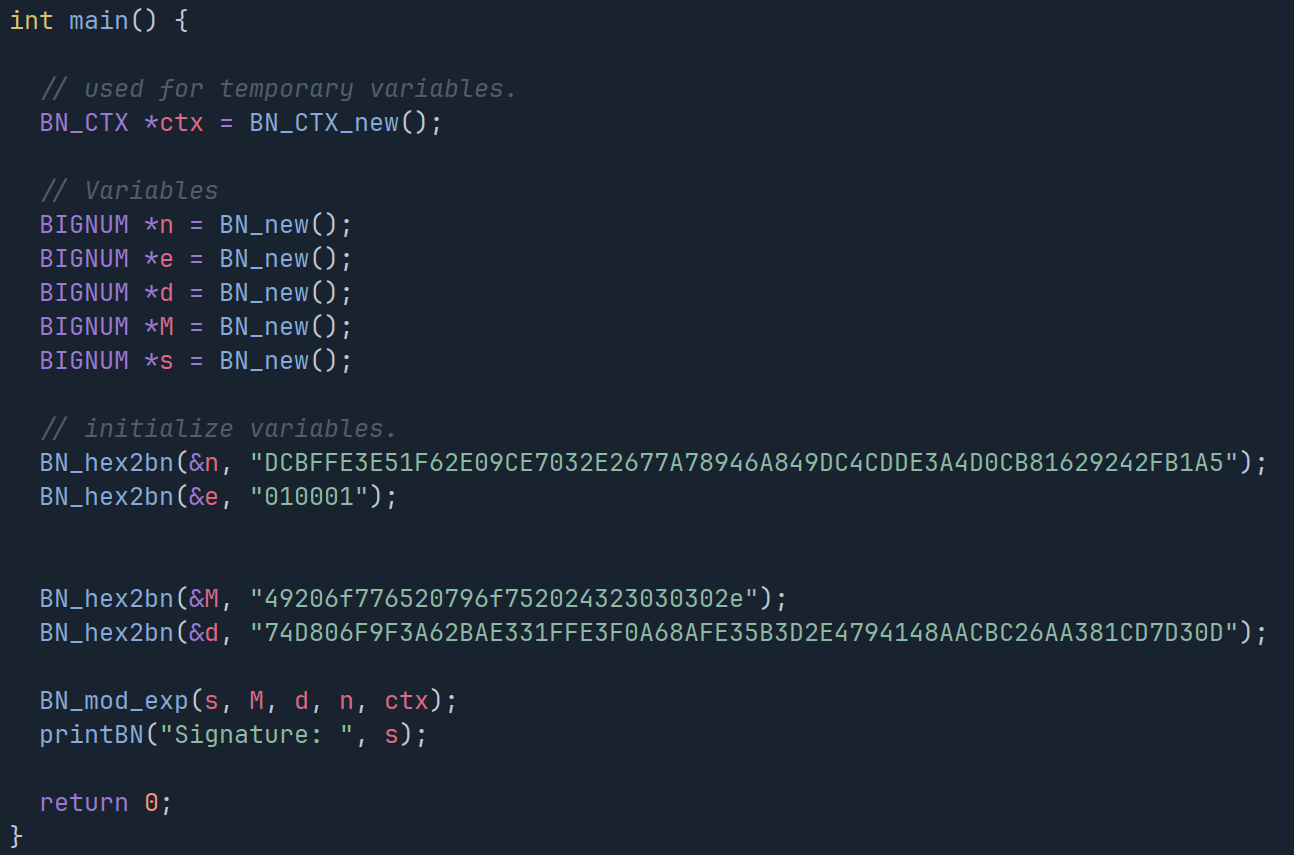 int main() {
// used for temporary variables.
BN_CTX *ctx = BN_CTX_new();
// Variables
BIGNUM *n = BN_new();
BIGNUM *e = BN_new();
BIGNUM *d = BN_new();
BIGNUM *M = BN_new();
BIGNUM *s = BN_new();
// initialize variables.
BN_hex2bn(&n, "DCBFFE3E51F62E09CE7032E2677A78946A849DC4CDDE3A4D0CB81629242FB1A5");
BN_hex2bn(&e, "010001");
BN_hex2bn(&M, "49206f776520796f752024323030302e");
BN_hex2bn(&d, "74D806F9F3A62BAE331FFE3F0A68AFE35B3D2E4794148AACBC26AA381CD7D30D");
BN_mod_exp(s, M, d, n, ctx);
printBN("Signature: ", s);
return 0;
}